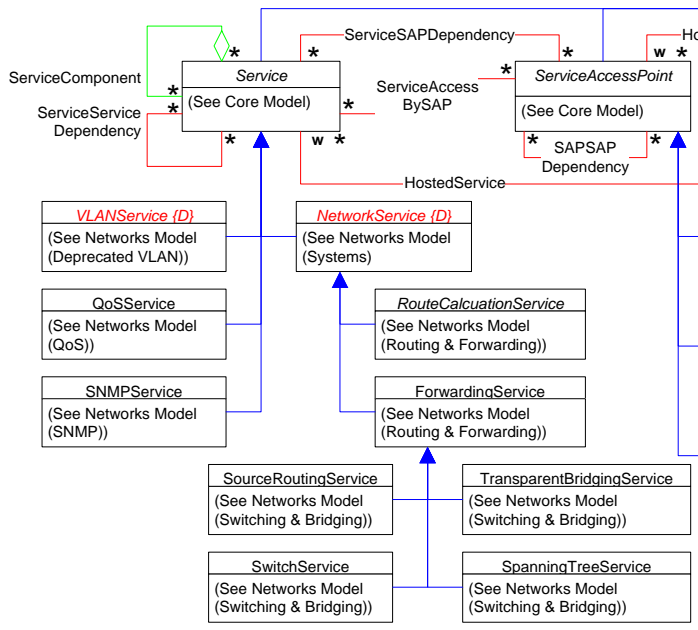 ServiceSAPDependency
Ho
*
*
*
*
w
*
ServiceComponent
Service
(See Core Model)
*
*
ServiceService
Dependency
*
*
w
*
ServiceAccess
BySAP
*
ServiceAccessPoint
(See Core Model)
*
*
SAPSAP
Dependency
HostedService
VLANService {D}
(See Networks Model
(Deprecated VLAN))
NetworkService {D}
(See Networks Model
(Systems)
QoSService
(See Networks Model
(QoS))
RouteCalcuationService
(See Networks Model
(Routing & Forwarding))
SNMPService
(See Networks Model
(SNMP))
ForwardingService
(See Networks Model
(Routing & Forwarding))
SourceRoutingService
(See Networks Model
(Switching & Bridging))
TransparentBridgingService
(See Networks Model
(Switching & Bridging))
SwitchService
(See Networks Model
(Switching & Bridging))
SpanningTreeService
(See Networks Model
(Switching & Bridging))